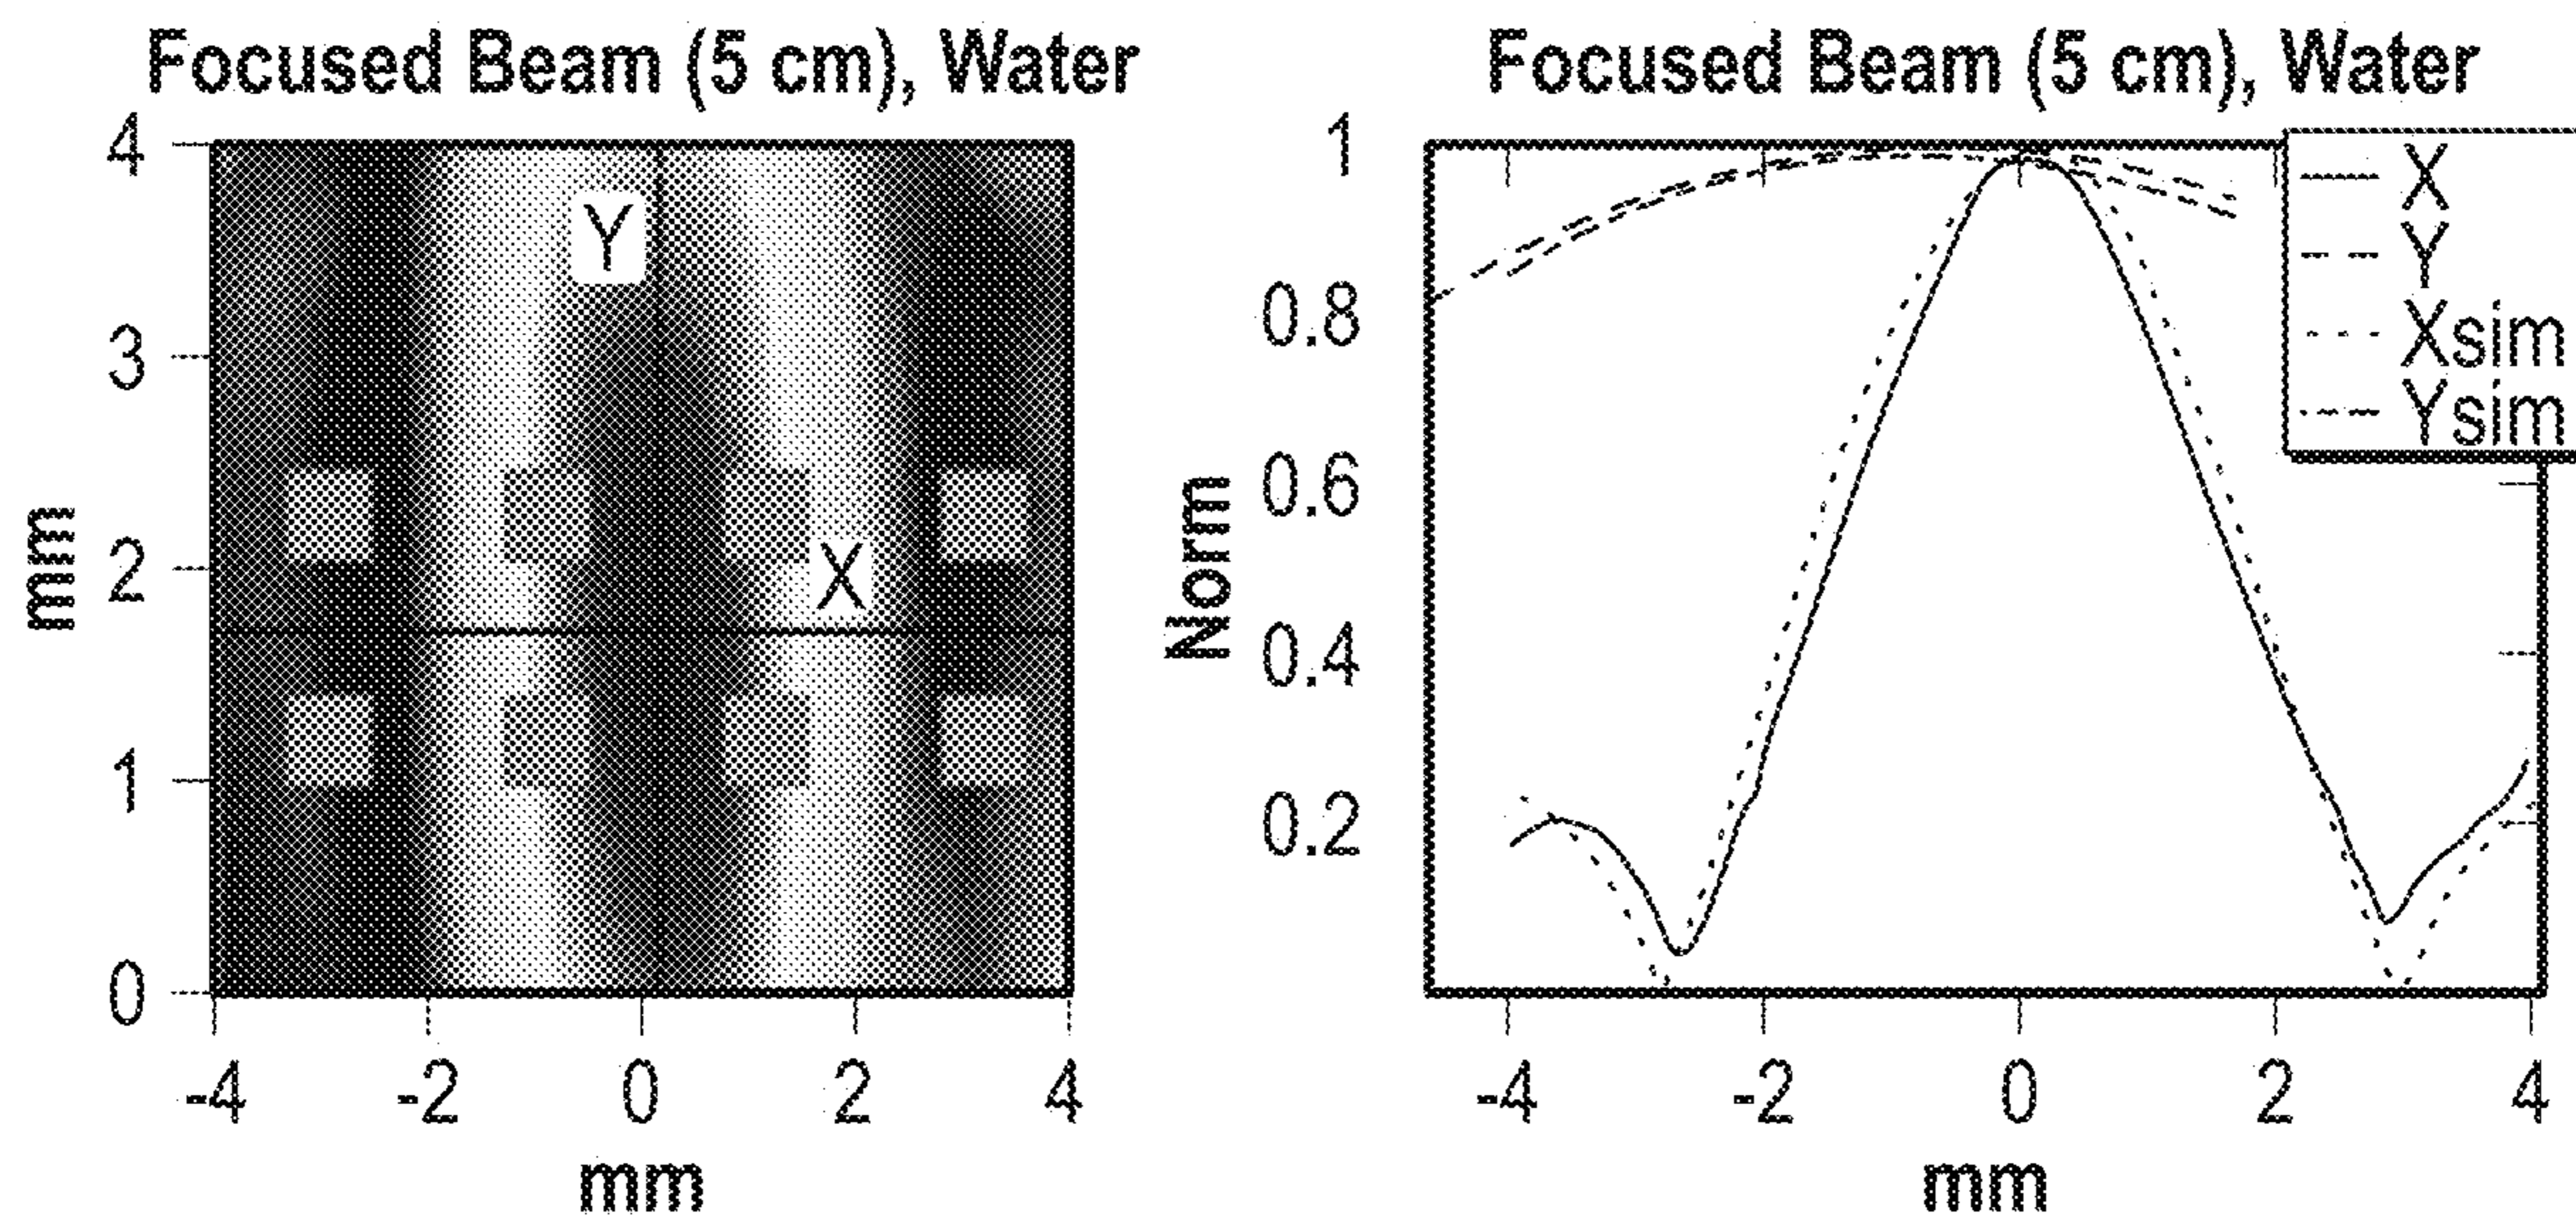 Focused Beam (5 cm), Water
4
3
2
1
0
mm
Y
X
-4 -2 0 2 4
mm
Focused Beam (5 cm), Water
1
0.8
0.6
0.4
0.2
Norm
X
Y
Xsim
Ysim
-4 -2 0 2 4
mm